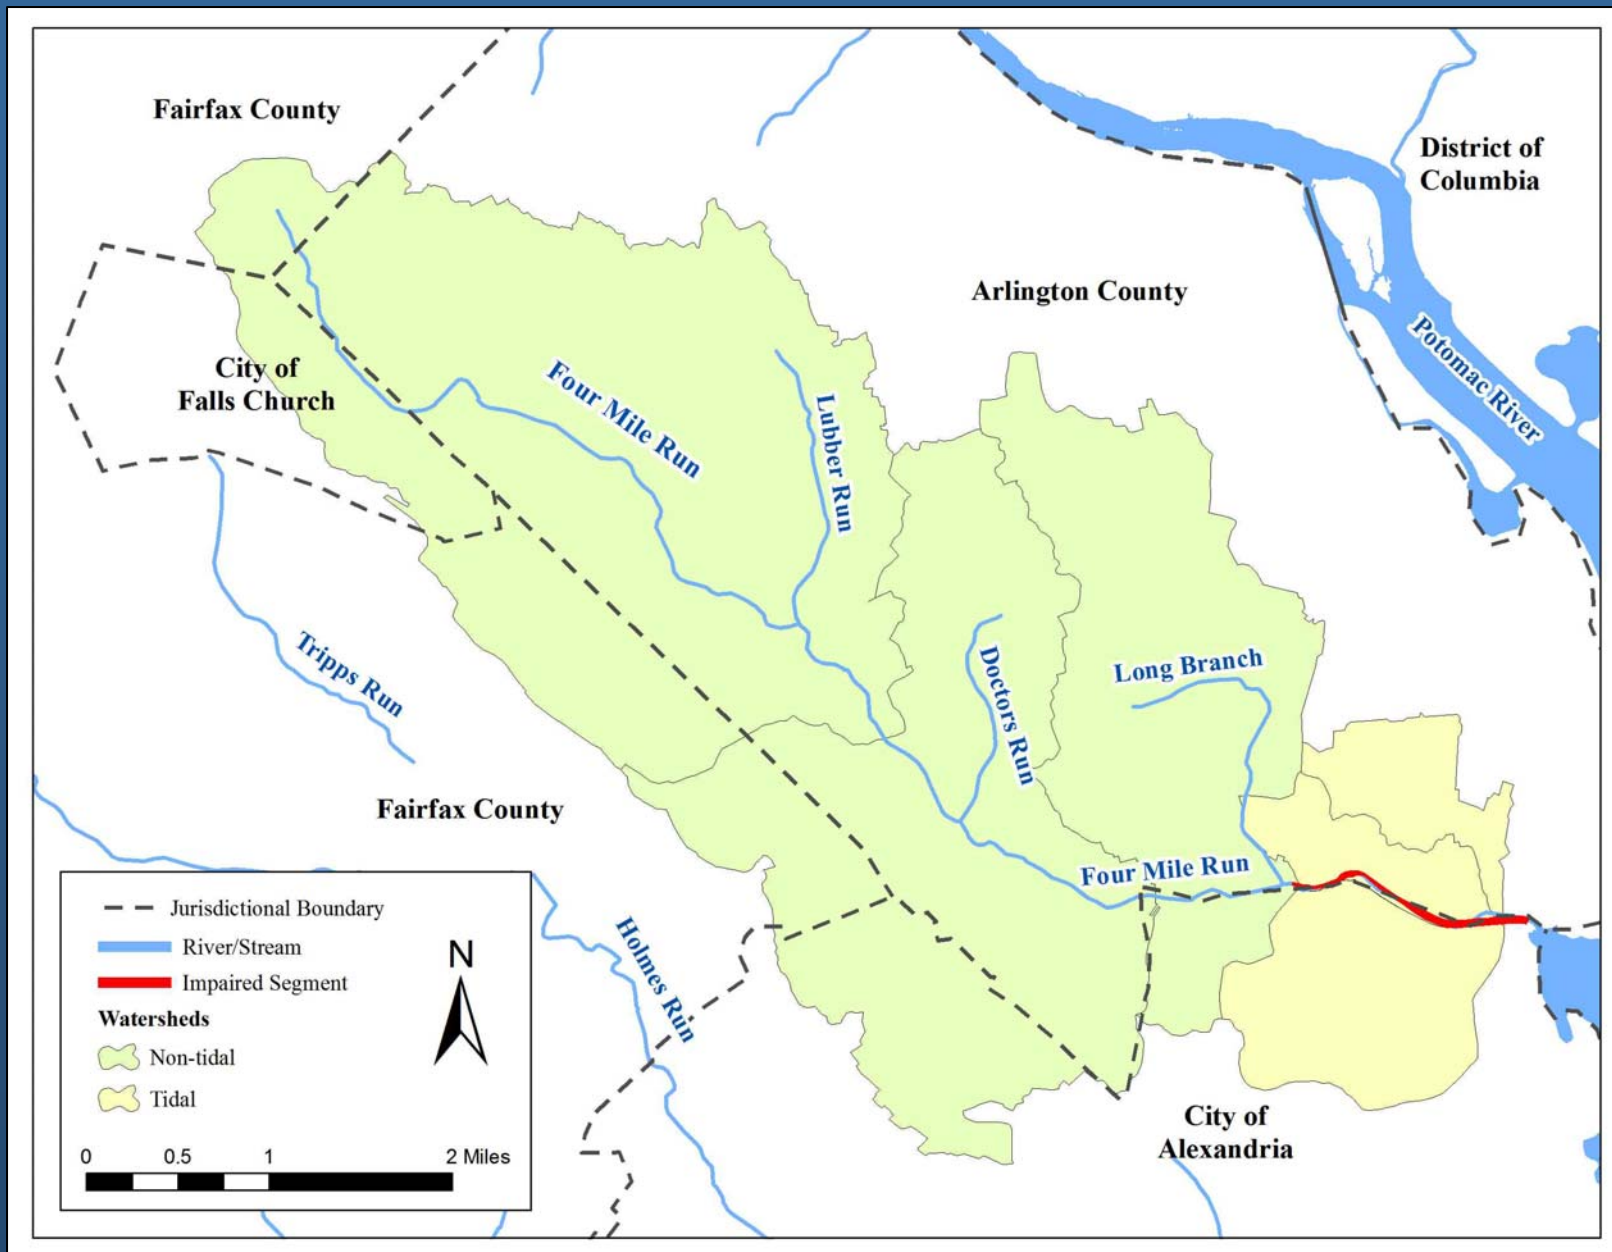 Fairfax County
District of
Columbia
Arlington County
Potomac River
City of
Falls Church
Four Mile Run
Lubber Run
Tripps Run
Doctors Run
Long Branch
Fairfax County
Four Mile Run
Holmes Run
City of
Alexandria
Jurisdictional Boundary
River/Stream
Impaired Segment
Watersheds
Non-tidal
Tidal
N
0 0.5 1 2 Miles